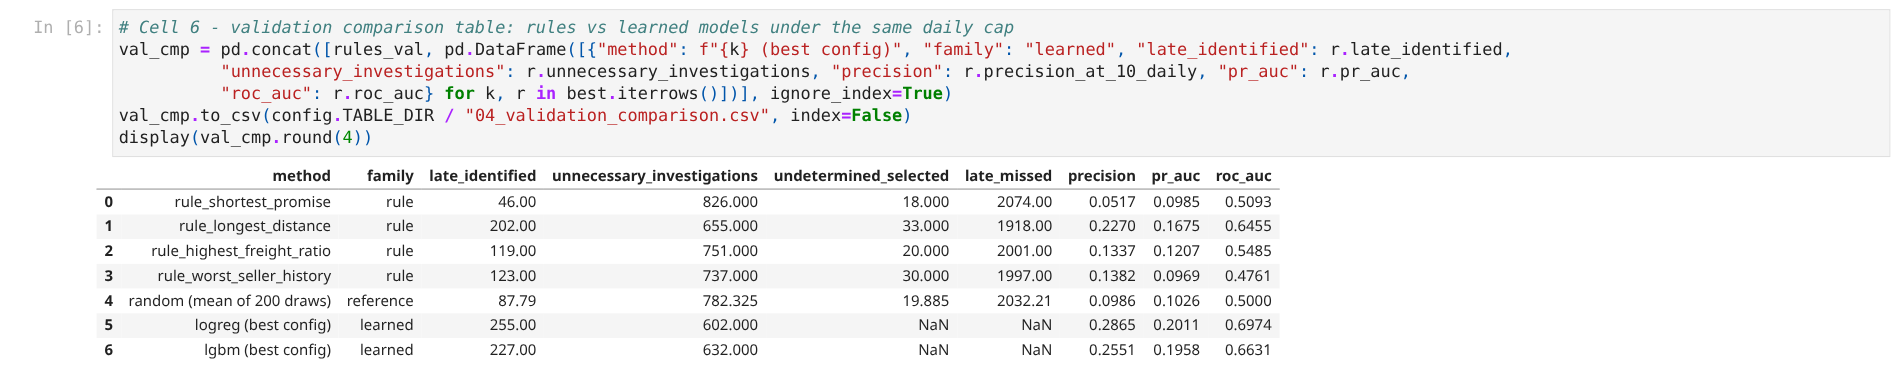 In [6]: # Cell 6 - validation comparison table: rules vs learned models under the same daily cap
val_cmp = pd.concat([rules_val, pd.DataFrame([{"method": f"{k} (best config)", "family": "learned", "late_identified": r.late_identified,
"unnecessary_investigations": r.unnecessary_investigations, "precision": r.precision_at_10_daily, "pr_auc": r.pr_auc,
"roc_auc": r.roc_auc} for k, r in best.iterrows()])], ignore_index=True)
val_cmp.to_csv(config.TABLE_DIR / "04_validation_comparison.csv", index=False)
display(val_cmp.round(4))
method family late_identified unnecessary_investigations undetermined_selected late_missed precision pr_auc roc_auc
0 rule_shortest_promise rule 46.00 826.000 18.000 2074.00 0.0517 0.0985 0.5093
1 rule_longest_distance rule 202.00 655.000 33.000 1918.00 0.2270 0.1675 0.6455
2 rule_highest_freight_ratio rule 119.00 751.000 20.000 2001.00 0.1337 0.1207 0.5485
3 rule_worst_seller_history rule 123.00 737.000 30.000 1997.00 0.1382 0.0969 0.4761
4 random (mean of 200 draws) reference 87.79 782.325 19.885 2032.21 0.0986 0.1026 0.5000
5 logreg (best config) learned 255.00 602.000 NaN NaN 0.2865 0.2011 0.6974
6 lgbm (best config) learned 227.00 632.000 NaN NaN 0.2551 0.1958 0.6631